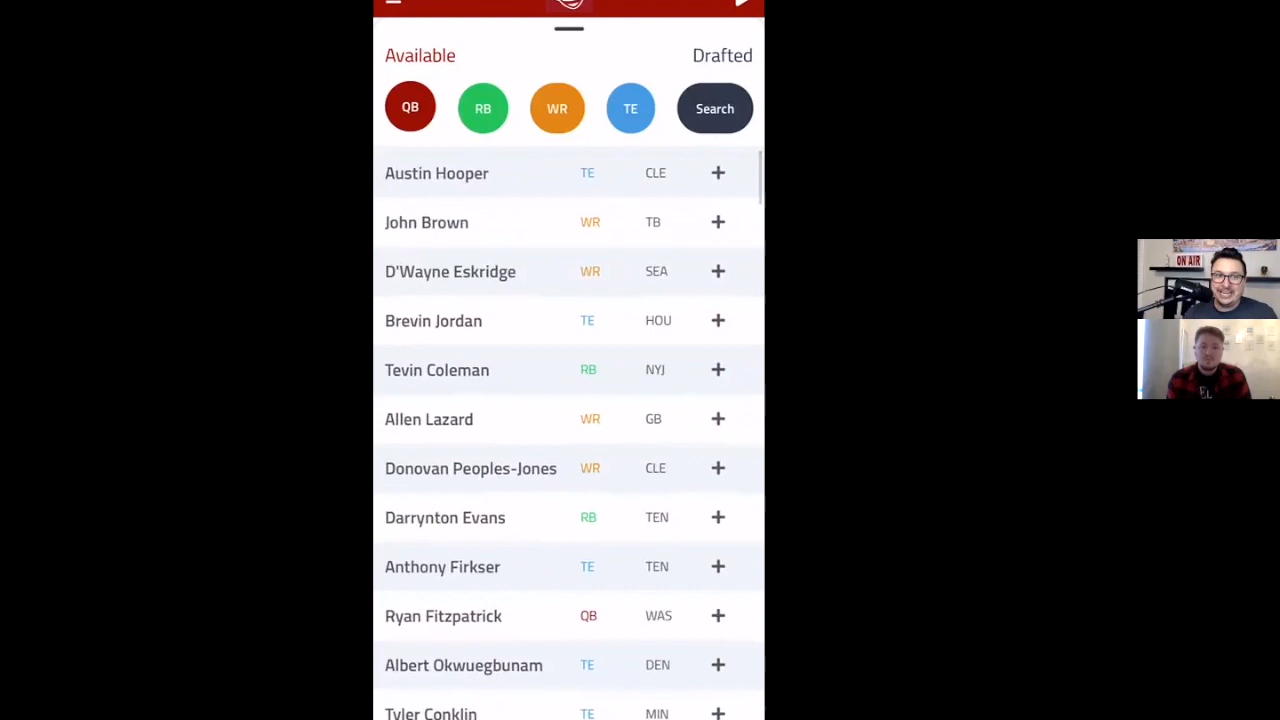 Available Drafted
QB RB WR TE Search
Austin Hooper TE CLE +
John Brown WR TB +
D'Wayne Eskridge WR SEA +
Brevin Jordan TE HOU +
Tevin Coleman RB NYJ +
Allen Lazard WR GB +
Donovan Peoples-Jones WR CLE +
Darrynton Evans RB TEN +
Anthony Firkser TE TEN +
Ryan Fitzpatrick QB WAS +
Albert Okwuegbunam TE DEN +
Tyler Conklin TE MIN +
ON AIR